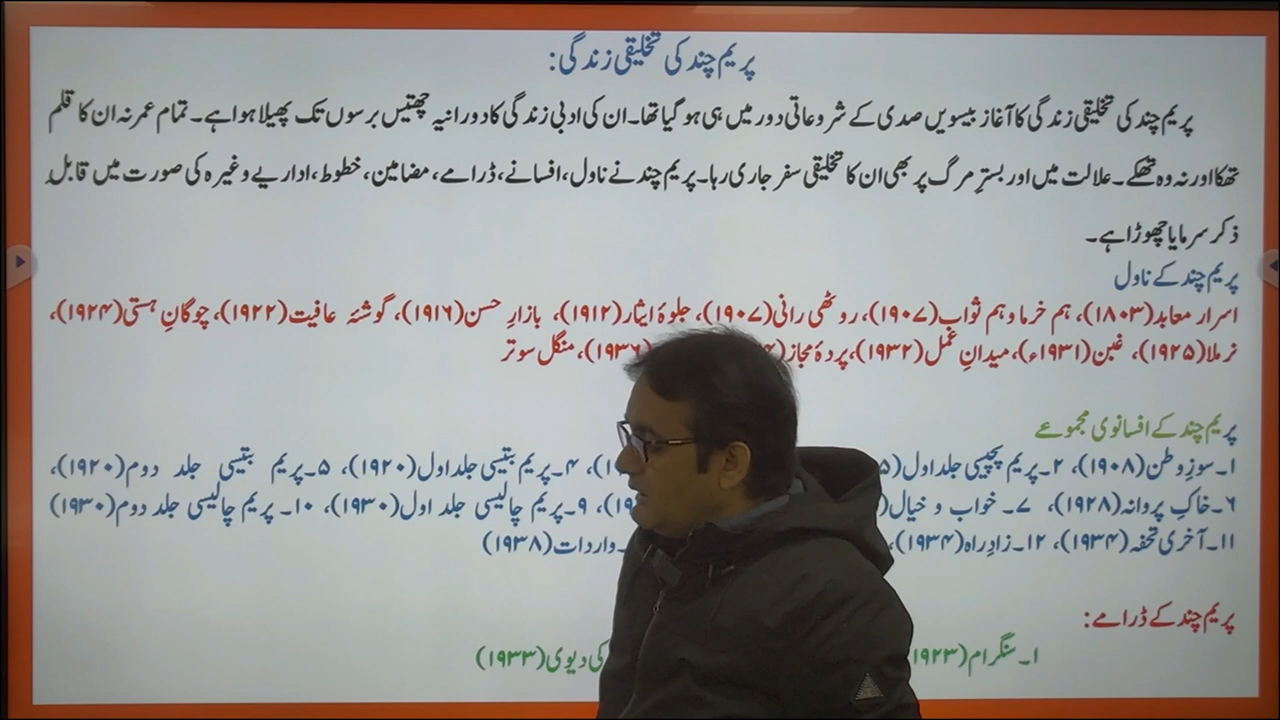 پریم چند کی تخلیقی زندگی:
پریم چند کی تخلیقی زندگی کا آغاز بیسویں صدی کے شروعاتی دور میں ہی ہو گیا تھا۔ ان کی ادبی زندگی کا دورانیہ چھتیس برسوں تک پھیلا ہوا ہے۔ تمام عمر نہ ان کا قلم
تھکا اور نہ وہ تھکے۔ علالت میں اور بسترِ مرگ پر بھی ان کا تخلیقی سفر جاری رہا۔ پریم چند نے ناول، افسانے، ڈرامے، مضامین، خطوط، اداریے وغیرہ کی صورت میں قابلِ
ذکر سرمایا چھوڑا ہے۔
پریم چند کے ناول
اسرار معابد(۱۸۰۳)، ہم خرما و ہم ثواب(۱۹۰۷)، روٹھی رانی(۱۹۰۷)، جلوۂ ایثار(۱۹۱۲)، بازارِ حسن(۱۹۱۶)، گوشۂ عافیت(۱۹۲۲)، چوگانِ ہستی(۱۹۲۴)،
نرملا(۱۹۲۵)، غبن(۱۹۳۱ء)، میدانِ عمل(۱۹۳۲)، پردۂ مجاز(۴ ۱۹۳۶)، منگل سوتر
پریم چند کے افسانوی مجموعے
۱۔سوزِ وطن(۱۹۰۸)، ۲۔پریم پچیسی جلد اول(۵ ۱)، ۴۔پریم بتیسی جلد اول(۱۹۲۰)، ۵۔پریم بتیسی جلد دوم(۱۹۲۰)،
۶۔خاکِ پروانہ(۱۹۲۸)، ۷۔خواب و خیال( ۱۹)، ۹۔پریم چالیسی جلد اول(۱۹۳۰)، ۱۰۔پریم چالیسی جلد دوم(۱۹۳۰)
۱۱۔آخری تحفہ(۱۹۳۴)، ۱۲۔زادِ راہ(۱۹۳۴)، ۔واردات(۱۹۳۸)
پریم چند کے ڈرامے:
۱۔سنگرام(۱۹۲۳ کی دیوی(۱۹۳۳)